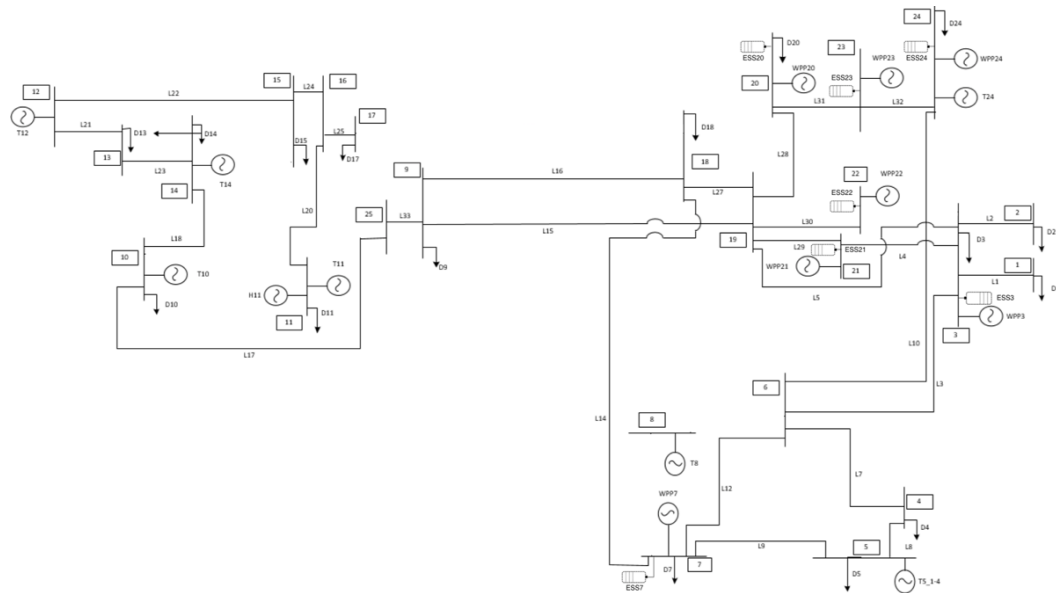 24
D24
D20
ESS20
WPP20
20
23
WPP23
ESS23
ESS24
WPP24
T24
L31
L32
12
L22
15
L24
16
T12
L21
D13
D14
13
L23
T14
14
D15
L25
17
D17
D18
18
L28
9
L16
L27
22
WPP22
ESS22
L20
25
L33
L15
L30
L2
2
D2
D3
L18
10
T10
D10
19
L29
ESS21
WPP21
21
L4
L5
1
L1
D
ESS3
WPP3
3
D9
T11
H11
11
D11
L17
L10
L3
6
L14
8
T8
L12
L7
WPP7
4
D4
L9
5
L8
D7
7
ESS7
D5
T5_1-4